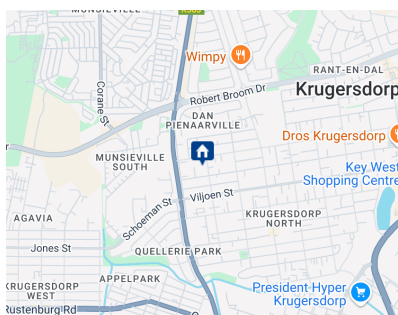 MUNSIEVILLE
R563
Wimpy
RANT-EN-DAL
Corane St
Robert Broom Dr
Krugersdorp
DAN
PIENAARVILLE
Dros Krugersdorp
MUNSIEVILLE
SOUTH
Key West
Shopping Centre
Viljoen St
Schoeman St
AGAVIA
KRUGERSDORP
NORTH
Jones St
QUELLERIE PARK
APPELPARK
KRUGERSDORP
WEST
President Hyper
Krugersdorp
Rustenburg Rd